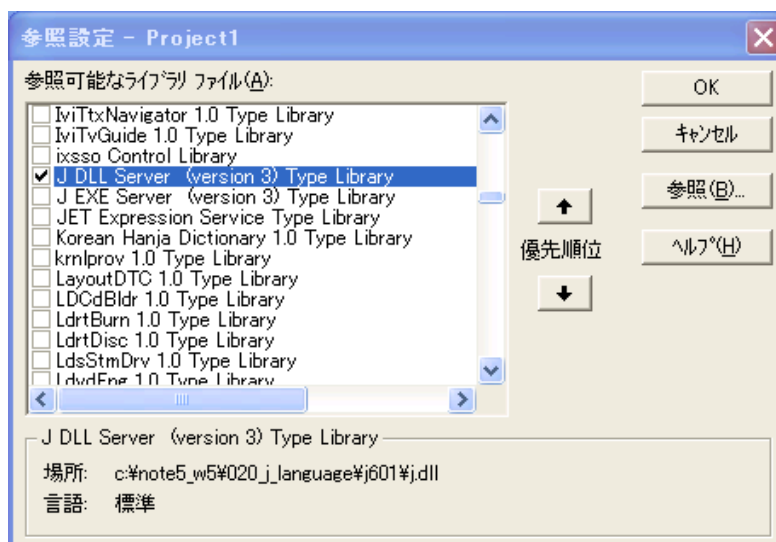 参照設定 - Project1
参照可能なﾗｲﾌﾞﾗﾘ ﾌｧｲﾙ(A):
IviTtxNavigator 1.0 Type Library
IviTvGuide 1.0 Type Library
ixsso Control Library
J DLL Server (version 3) Type Library
J EXE Server (version 3) Type Library
JET Expression Service Type Library
Korean Hanja Dictionary 1.0 Type Library
krnlprov 1.0 Type Library
LayoutDTC 1.0 Type Library
LDCdBldr 1.0 Type Library
LdrtBurn 1.0 Type Library
LdrtDisc 1.0 Type Library
LdsStmDrv 1.0 Type Library
LdvdEng 1.0 Type Library
優先順位
OK
ｷｬﾝｾﾙ
参照(B)...
ﾍﾙﾌﾟ(H)
J DLL Server (version 3) Type Library
場所: c:¥note5_w5¥020_j_language¥j601¥j.dll
言語: 標準